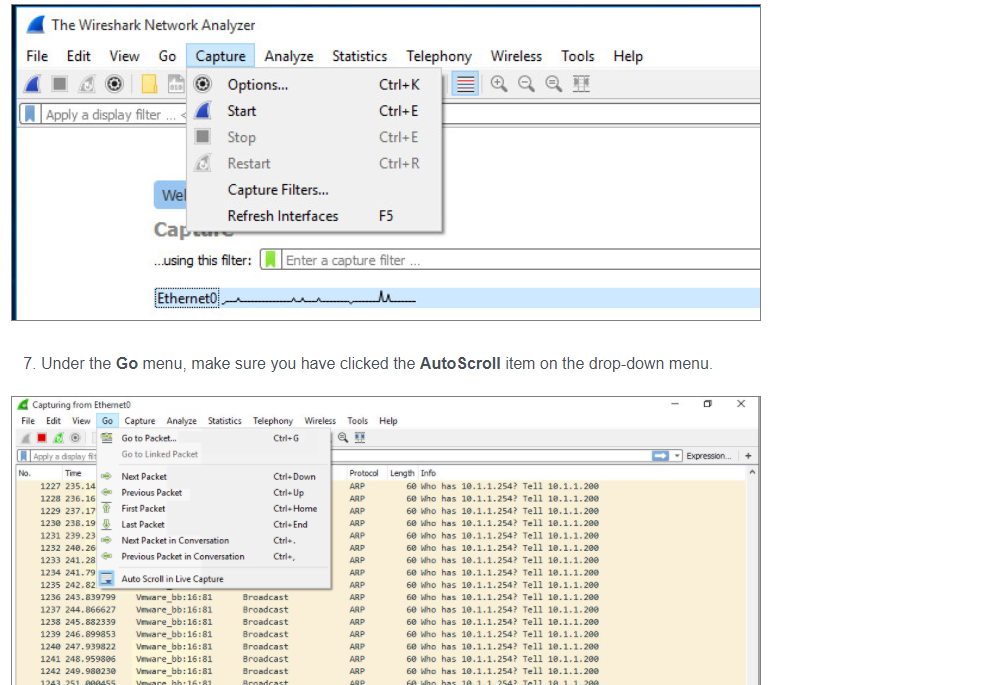 The Wireshark Network Analyzer
File Edit View Go Capture Analyze Statistics Telephony Wireless Tools Help
Options... Ctrl+K
Apply a display filter ... <
Start Ctrl+E
Stop Ctrl+E
Restart Ctrl+R
Capture Filters...
Wel
Refresh Interfaces F5
Capture
...using this filter: Enter a capture filter ...
Ethernet0
7. Under the Go menu, make sure you have clicked the AutoScroll item on the drop-down menu.
Capturing from Ethernet0
File Edit View Go Capture Analyze Statistics Telephony Wireless Tools Help
Go to Packet... Ctrl+G
Apply a display filt Go to Linked Packet Expression... +
No. Time Protocol Length Info
Next Packet Ctrl+Down
Previous Packet Ctrl+Up
First Packet Ctrl+Home
Last Packet Ctrl+End
Next Packet in Conversation Ctrl+.
Previous Packet in Conversation Ctrl+,
Auto Scroll in Live Capture
1227 235.14 ARP 60 Who has 10.1.1.254? Tell 10.1.1.200
1228 236.16 ARP 60 Who has 10.1.1.254? Tell 10.1.1.200
1229 237.17 ARP 60 Who has 10.1.1.254? Tell 10.1.1.200
1230 238.19 ARP 60 Who has 10.1.1.254? Tell 10.1.1.200
1231 239.23 ARP 60 Who has 10.1.1.254? Tell 10.1.1.200
1232 240.26 ARP 60 Who has 10.1.1.254? Tell 10.1.1.200
1233 241.28 ARP 60 Who has 10.1.1.254? Tell 10.1.1.200
1234 241.79 ARP 60 Who has 10.1.1.254? Tell 10.1.1.200
1235 242.82 ARP 60 Who has 10.1.1.254? Tell 10.1.1.200
1236 243.839799 Vmware_bb:16:81 Broadcast ARP 60 Who has 10.1.1.254? Tell 10.1.1.200
1237 244.866627 Vmware_bb:16:81 Broadcast ARP 60 Who has 10.1.1.254? Tell 10.1.1.200
1238 245.882339 Vmware_bb:16:81 Broadcast ARP 60 Who has 10.1.1.254? Tell 10.1.1.200
1239 246.899853 Vmware_bb:16:81 Broadcast ARP 60 Who has 10.1.1.254? Tell 10.1.1.200
1240 247.939822 Vmware_bb:16:81 Broadcast ARP 60 Who has 10.1.1.254? Tell 10.1.1.200
1241 248.959806 Vmware_bb:16:81 Broadcast ARP 60 Who has 10.1.1.254? Tell 10.1.1.200
1242 249.980230 Vmware_bb:16:81 Broadcast ARP 60 Who has 10.1.1.254? Tell 10.1.1.200
1243 251.000455 Vmware_bb:16:81 Broadcast ARP 60 Who has 10.1.1.254? Tell 10.1.1.200